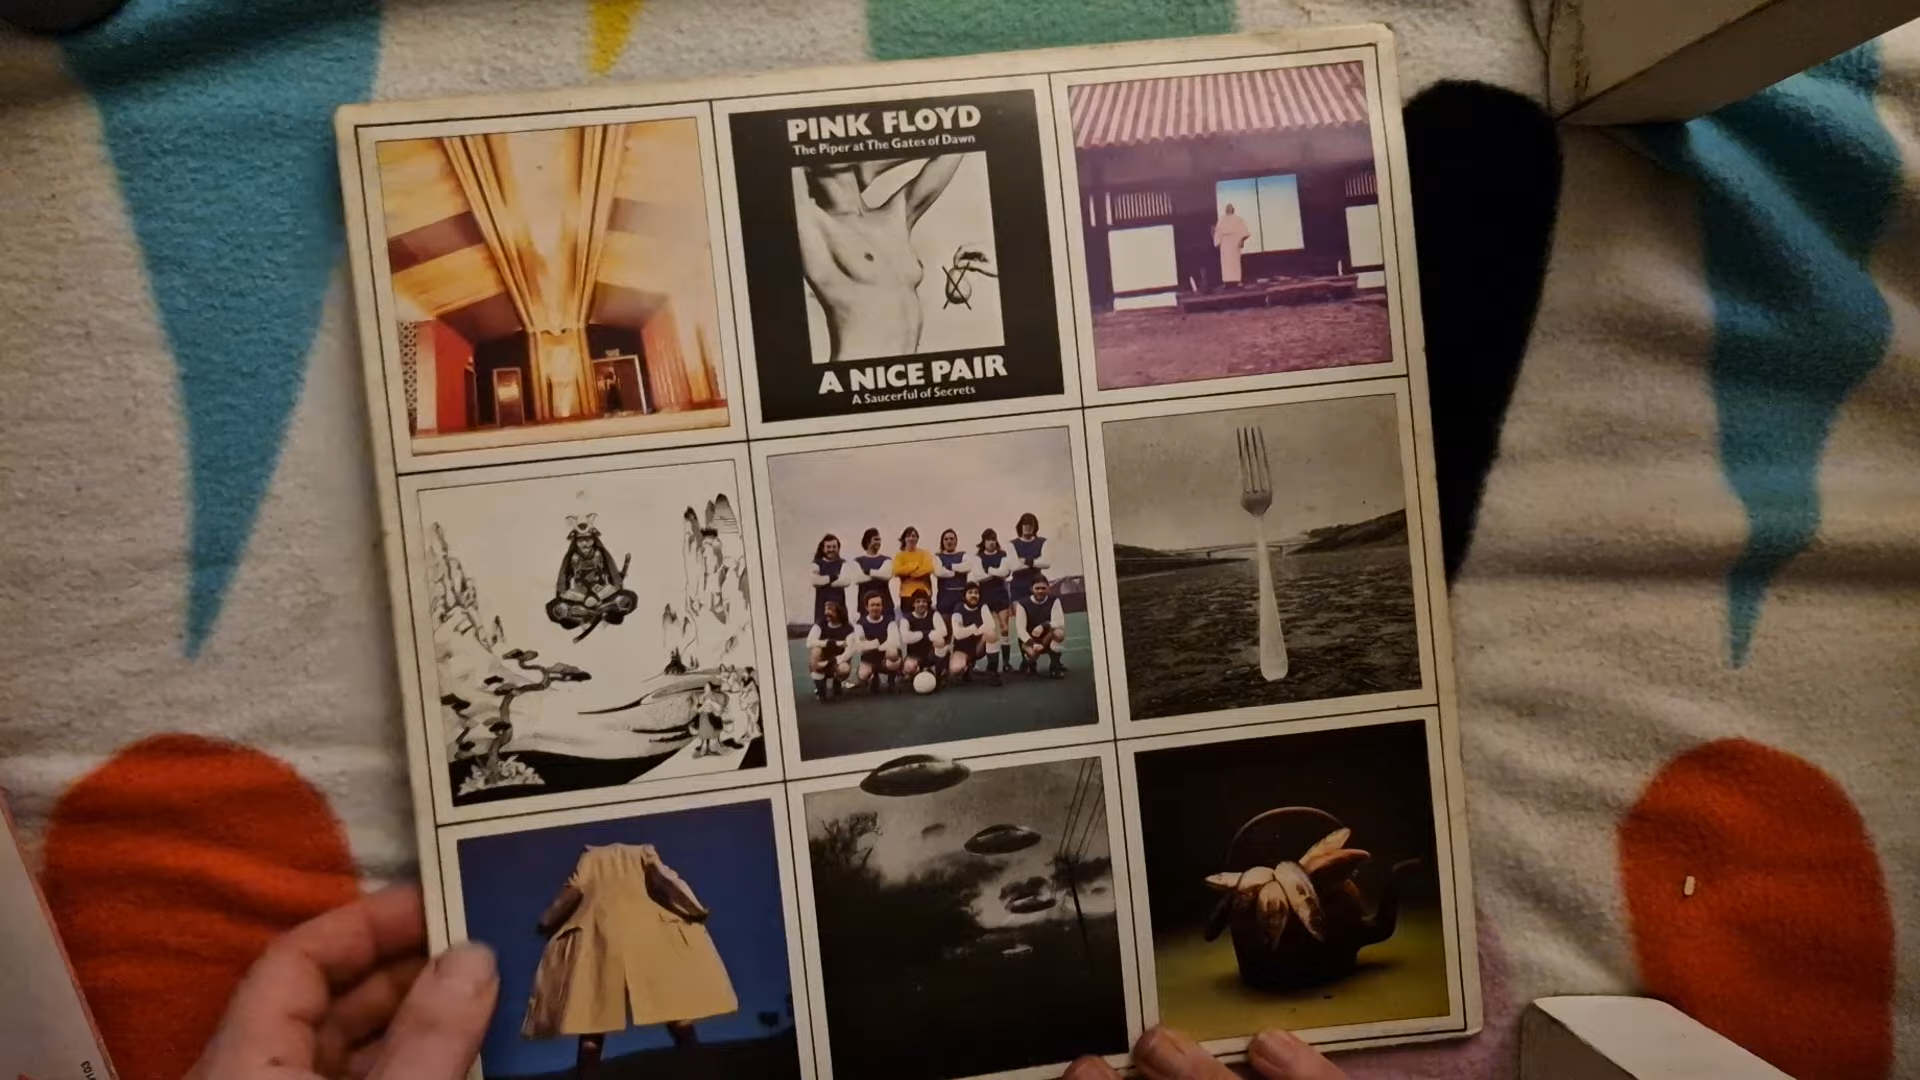 PINK FLOYD
The Piper at The Gates of Dawn
A NICE PAIR
A Saucerful of Secrets